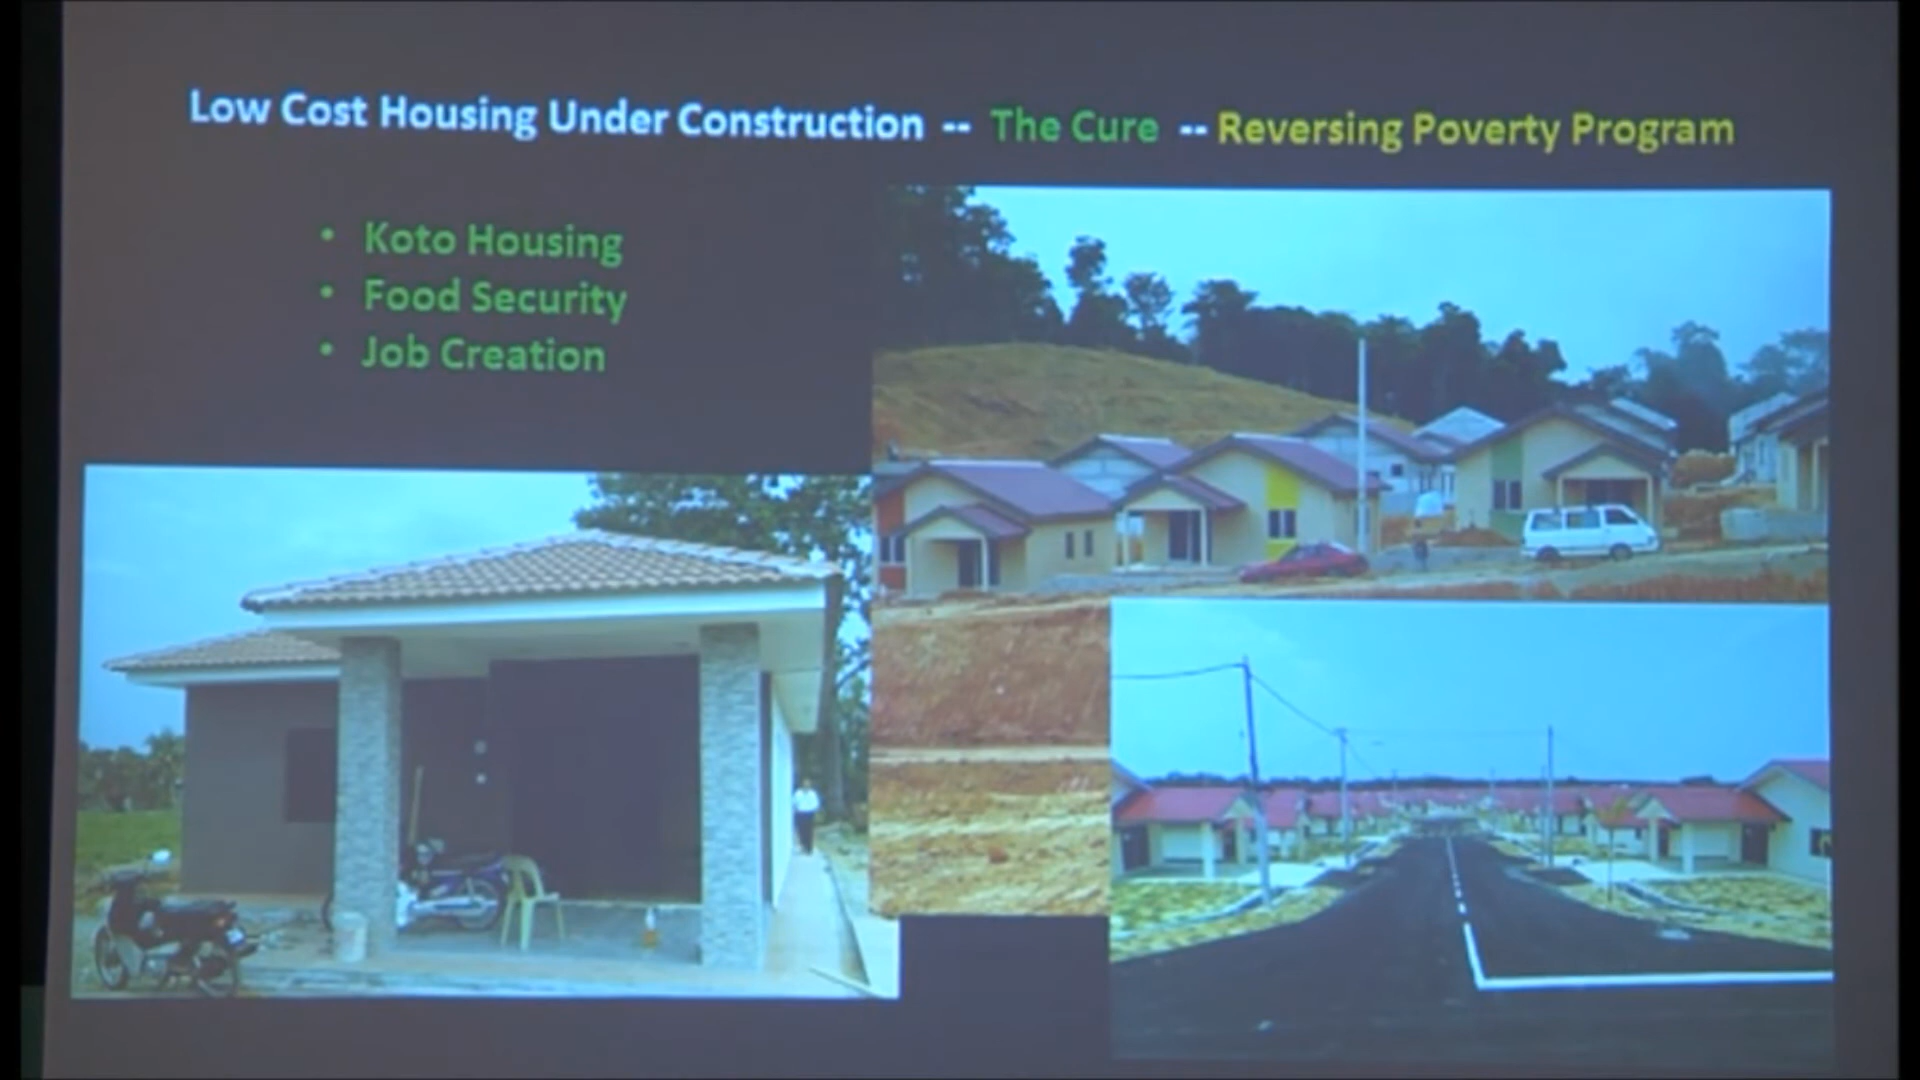 Low Cost Housing Under Construction -- The Cure -- Reversing Poverty Program
• Koto Housing
• Food Security
• Job Creation